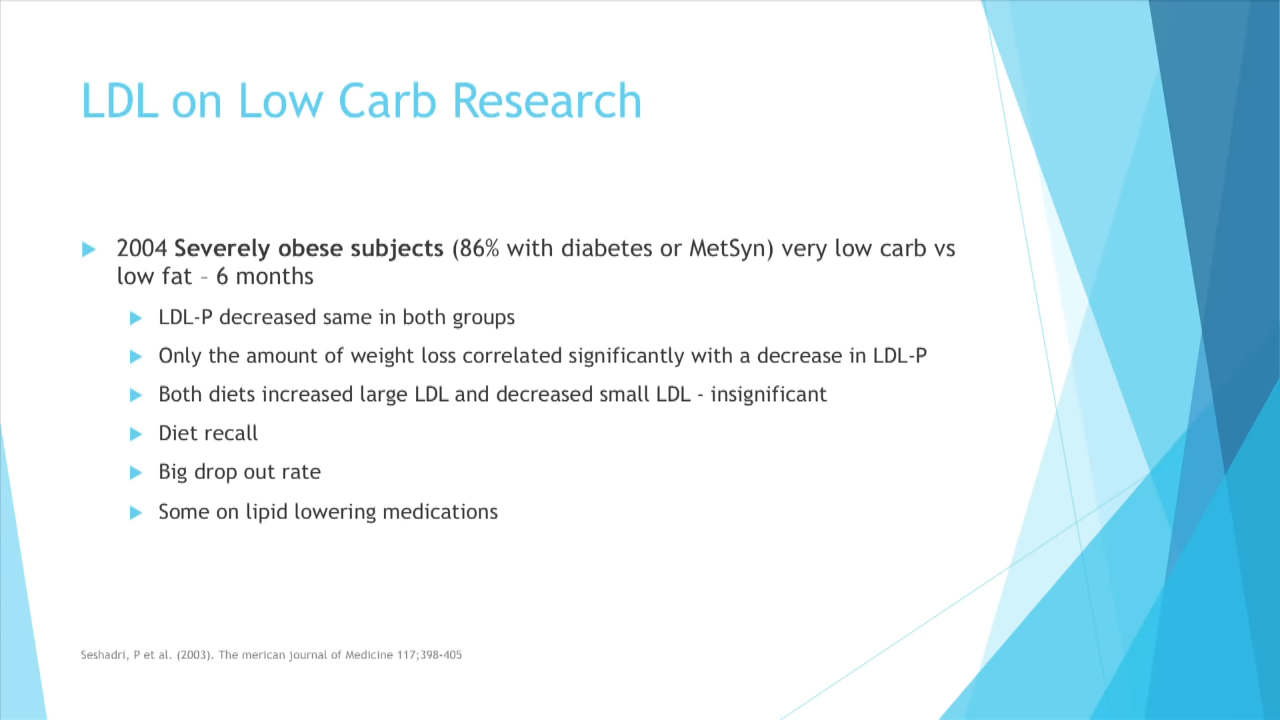 LDL on Low Carb Research
2004 Severely obese subjects (86% with diabetes or MetSyn) very low carb vs
low fat – 6 months
LDL-P decreased same in both groups
Only the amount of weight loss correlated significantly with a decrease in LDL-P
Both diets increased large LDL and decreased small LDL - insignificant
Diet recall
Big drop out rate
Some on lipid lowering medications
Seshadri, P et al. (2003). The merican journal of Medicine 117;398-405